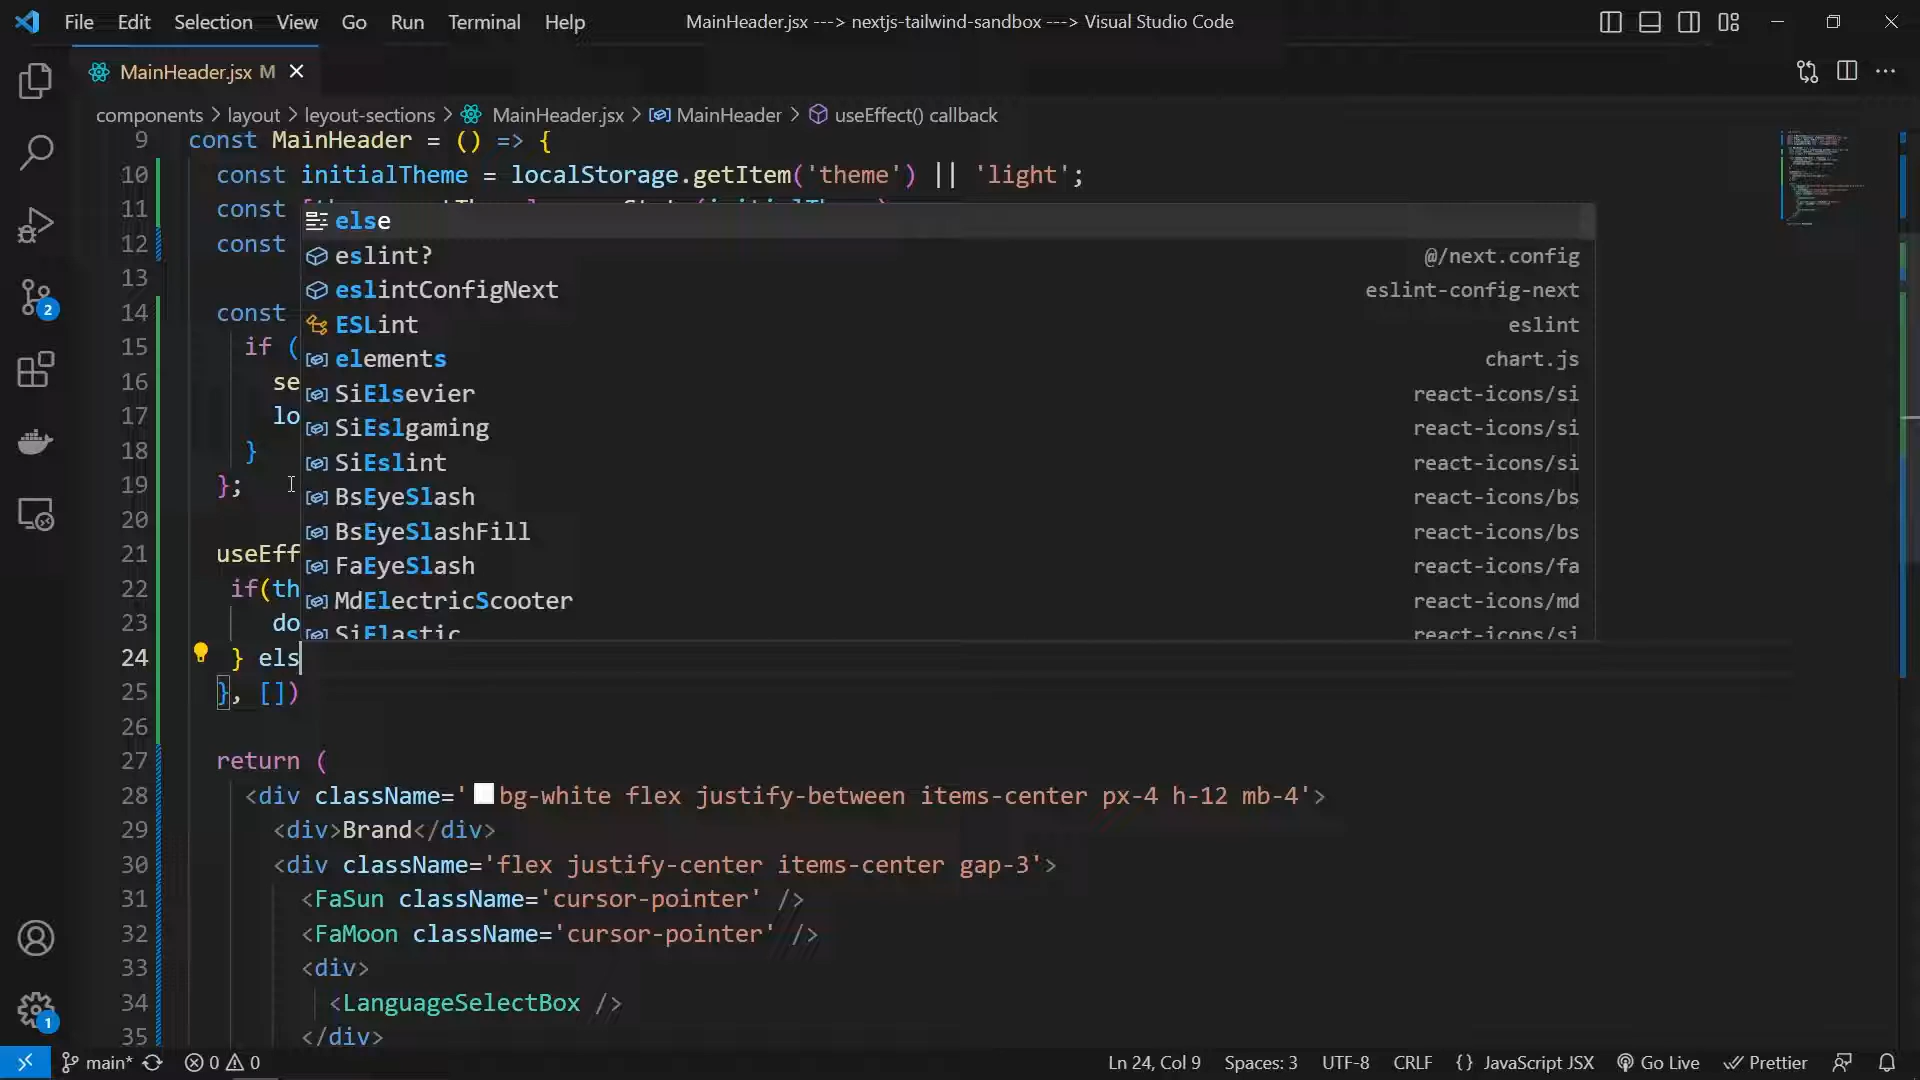 File Edit Selection View Go Run Terminal Help
MainHeader.jsx ---> nextjs-tailwind-sandbox ---> Visual Studio Code
MainHeader.jsx M
components > layout > leyout-sections > MainHeader.jsx > MainHeader > useEffect() callback
9 const MainHeader = () => {
10 const initialTheme = localStorage.getItem('theme') || 'light';
11 const
12 const
13
14 const
15 if (
16 se
17 lo
18 }
19 };
20
21 useEff
22 if(th
23 do
24 } els
25 }, [])
26
27 return (
28 <div className='bg-white flex justify-between items-center px-4 h-12 mb-4'>
29 <div>Brand</div>
30 <div className='flex justify-center items-center gap-3'>
31 <FaSun className='cursor-pointer' />
32 <FaMoon className='cursor-pointer' />
33 <div>
34 <LanguageSelectBox />
35 </div>
else
eslint? @/next.config
eslintConfigNext eslint-config-next
ESLint eslint
elements chart.js
SiElsevier react-icons/si
SiEslgaming react-icons/si
SiEslint react-icons/si
BsEyeSlash react-icons/bs
BsEyeSlashFill react-icons/bs
FaEyeSlash react-icons/fa
MdElectricScooter react-icons/md
SiElastic react-icons/si
2
1
main* 0 0 Ln 24, Col 9 Spaces: 3 UTF-8 CRLF {} JavaScript JSX Go Live Prettier